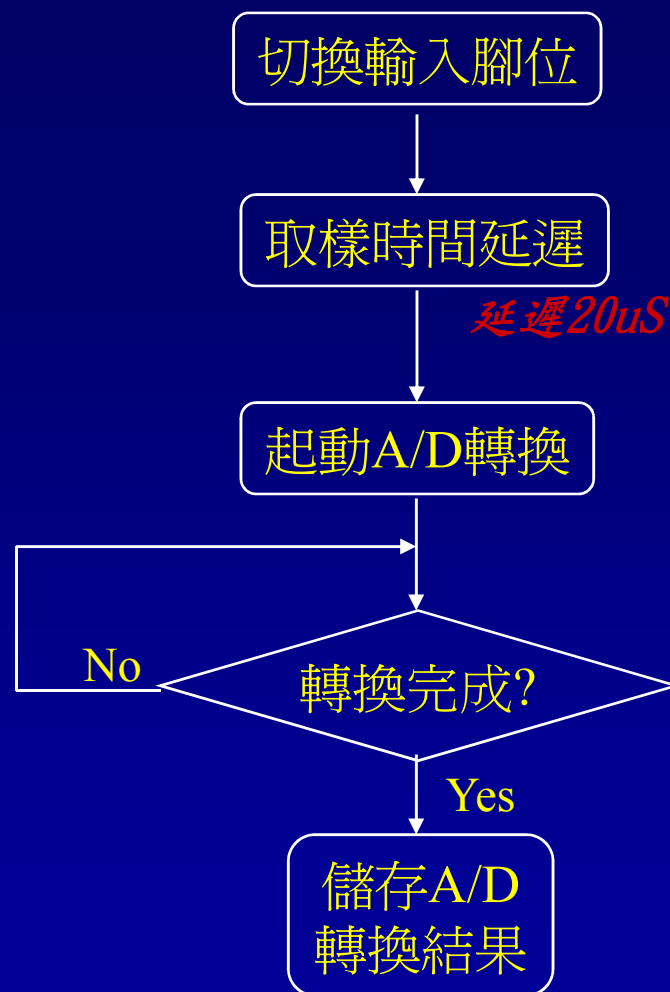 切換輸入腳位
取樣時間延遲
延遲20uS
起動A/D轉換
No
轉換完成?
Yes
儲存A/D
轉換結果